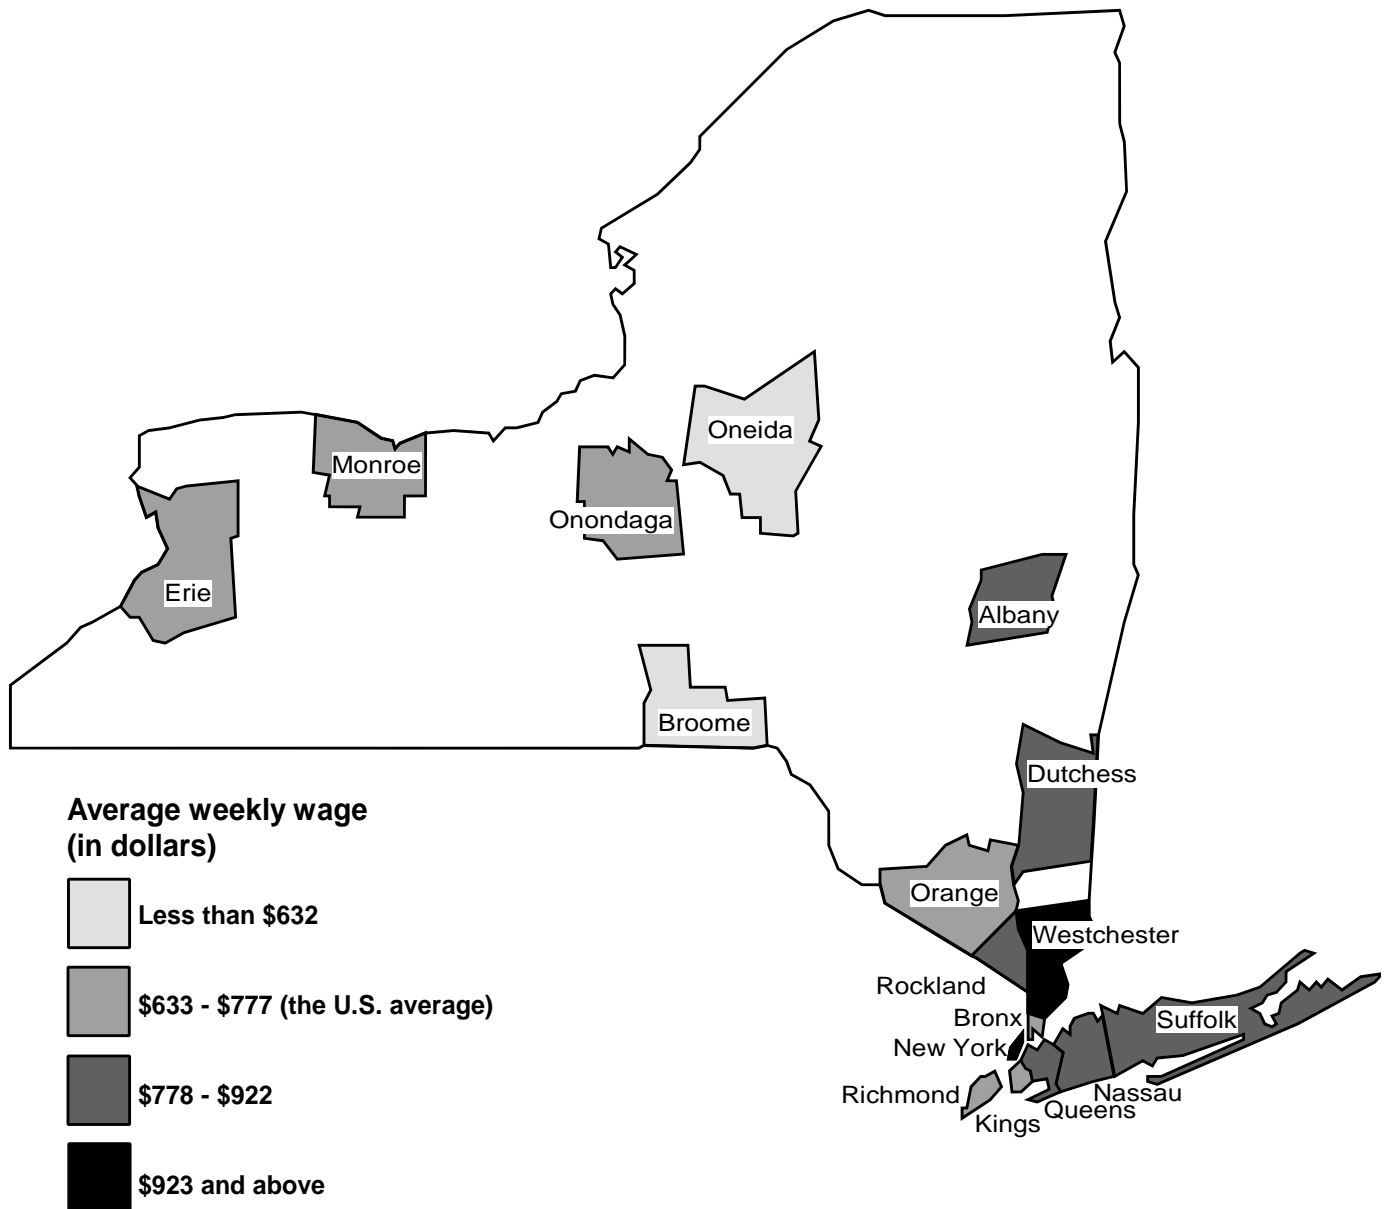 Oneida
Monroe
Onondaga
Erie
Albany
Broome
Dutchess
Average weekly wage
(in dollars)
Orange
Less than $632
Westchester
Rockland
$633 - $777 (the U.S. average)
Bronx
Suffolk
New York
Richmond
Nassau
$778 - $922
Queens
Kings
$923 and above